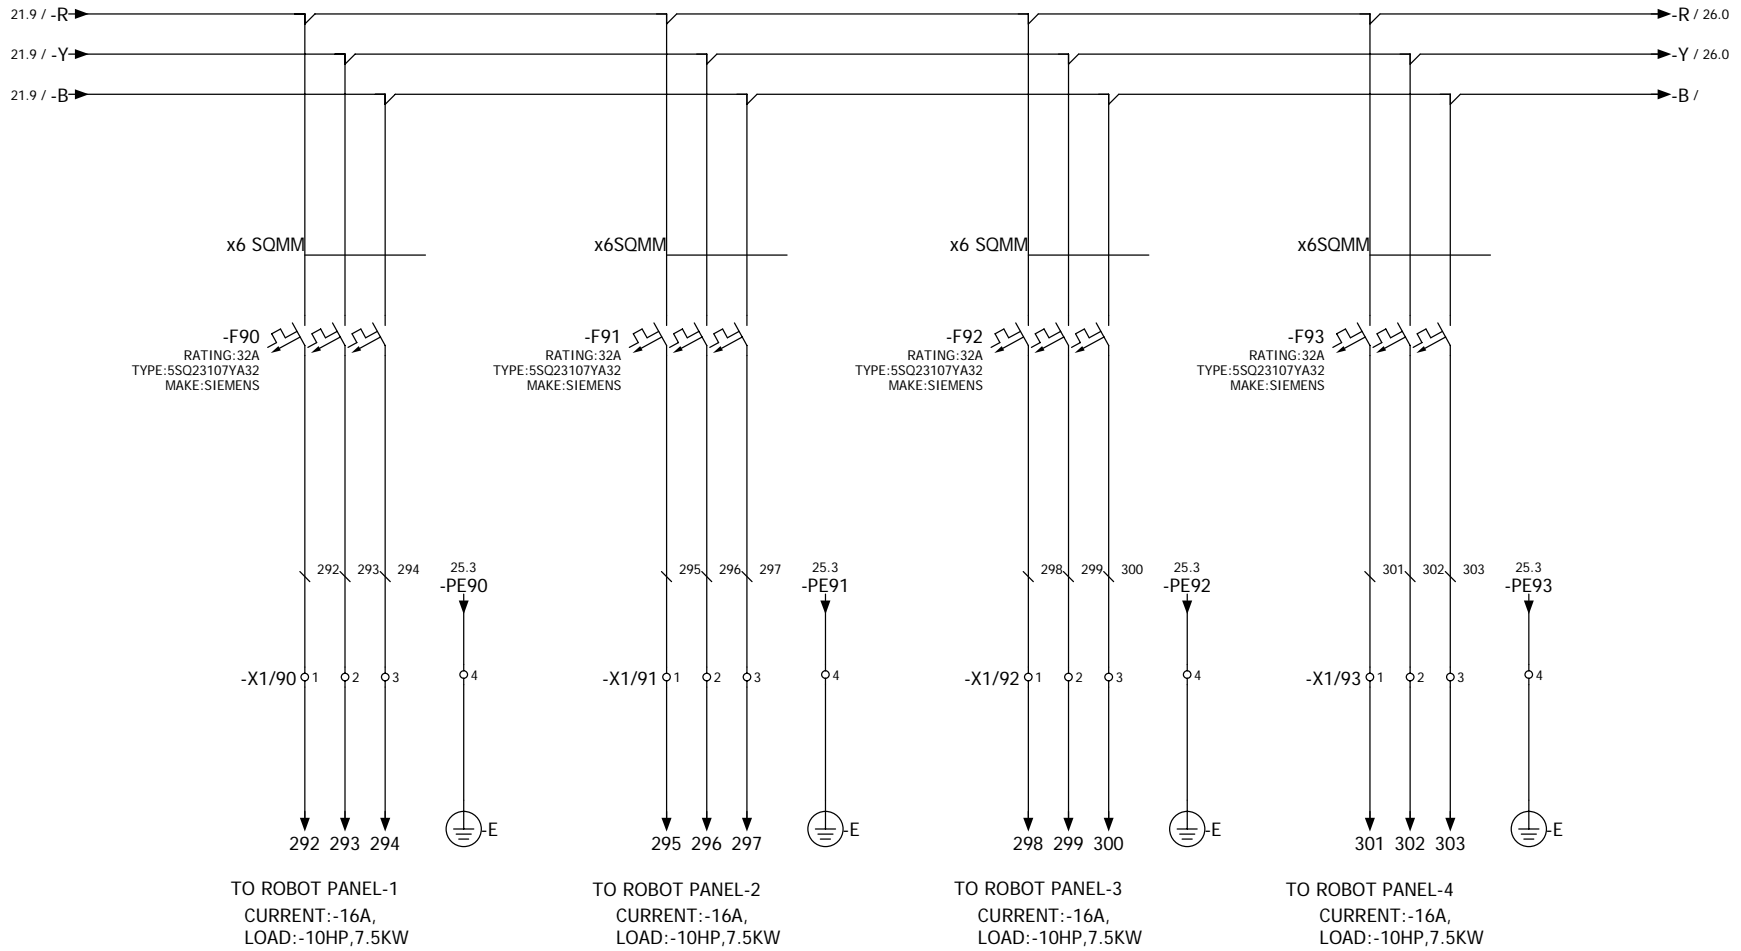 21.9 / -R
-R / 26.0
21.9 / -Y
-Y / 26.0
21.9 / -B
-B /
x6 SQMM
x6SQMM
x6 SQMM
x6SQMM
-F90
RATING:32A
TYPE:5SQ23107YA32
MAKE:SIEMENS
-F91
RATING:32A
TYPE:5SQ23107YA32
MAKE:SIEMENS
-F92
RATING:32A
TYPE:5SQ23107YA32
MAKE:SIEMENS
-F93
RATING:32A
TYPE:5SQ23107YA32
MAKE:SIEMENS
292 293 294
25.3
-PE90
295 296 297
25.3
-PE91
298 299 300
25.3
-PE92
301 302 303
25.3
-PE93
-X1/90 1 2 3 4
-X1/91 1 2 3 4
-X1/92 1 2 3 4
-X1/93 1 2 3 4
292 293 294 -E
295 296 297 -E
298 299 300 -E
301 302 303 -E
TO ROBOT PANEL-1
CURRENT:-16A,
LOAD:-10HP,7.5KW
TO ROBOT PANEL-2
CURRENT:-16A,
LOAD:-10HP,7.5KW
TO ROBOT PANEL-3
CURRENT:-16A,
LOAD:-10HP,7.5KW
TO ROBOT PANEL-4
CURRENT:-16A,
LOAD:-10HP,7.5KW